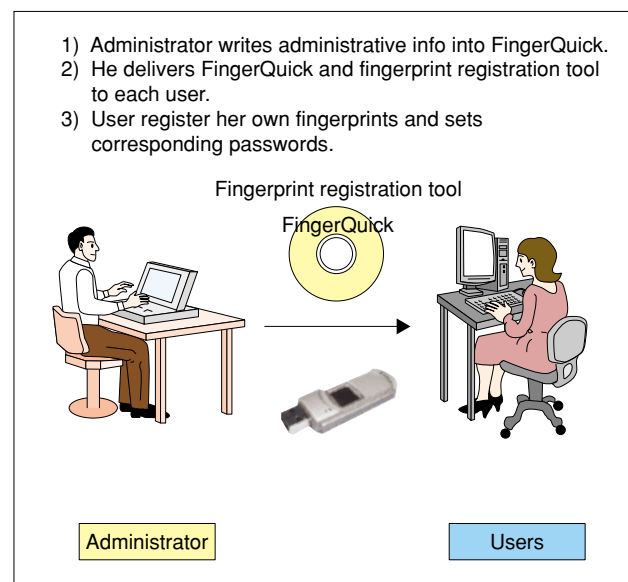 1) Administrator writes administrative info into FingerQuick.
2) He delivers FingerQuick and fingerprint registration tool
to each user.
3) User register her own fingerprints and sets
corresponding passwords.
Fingerprint registration tool
FingerQuick
Administrator
Users